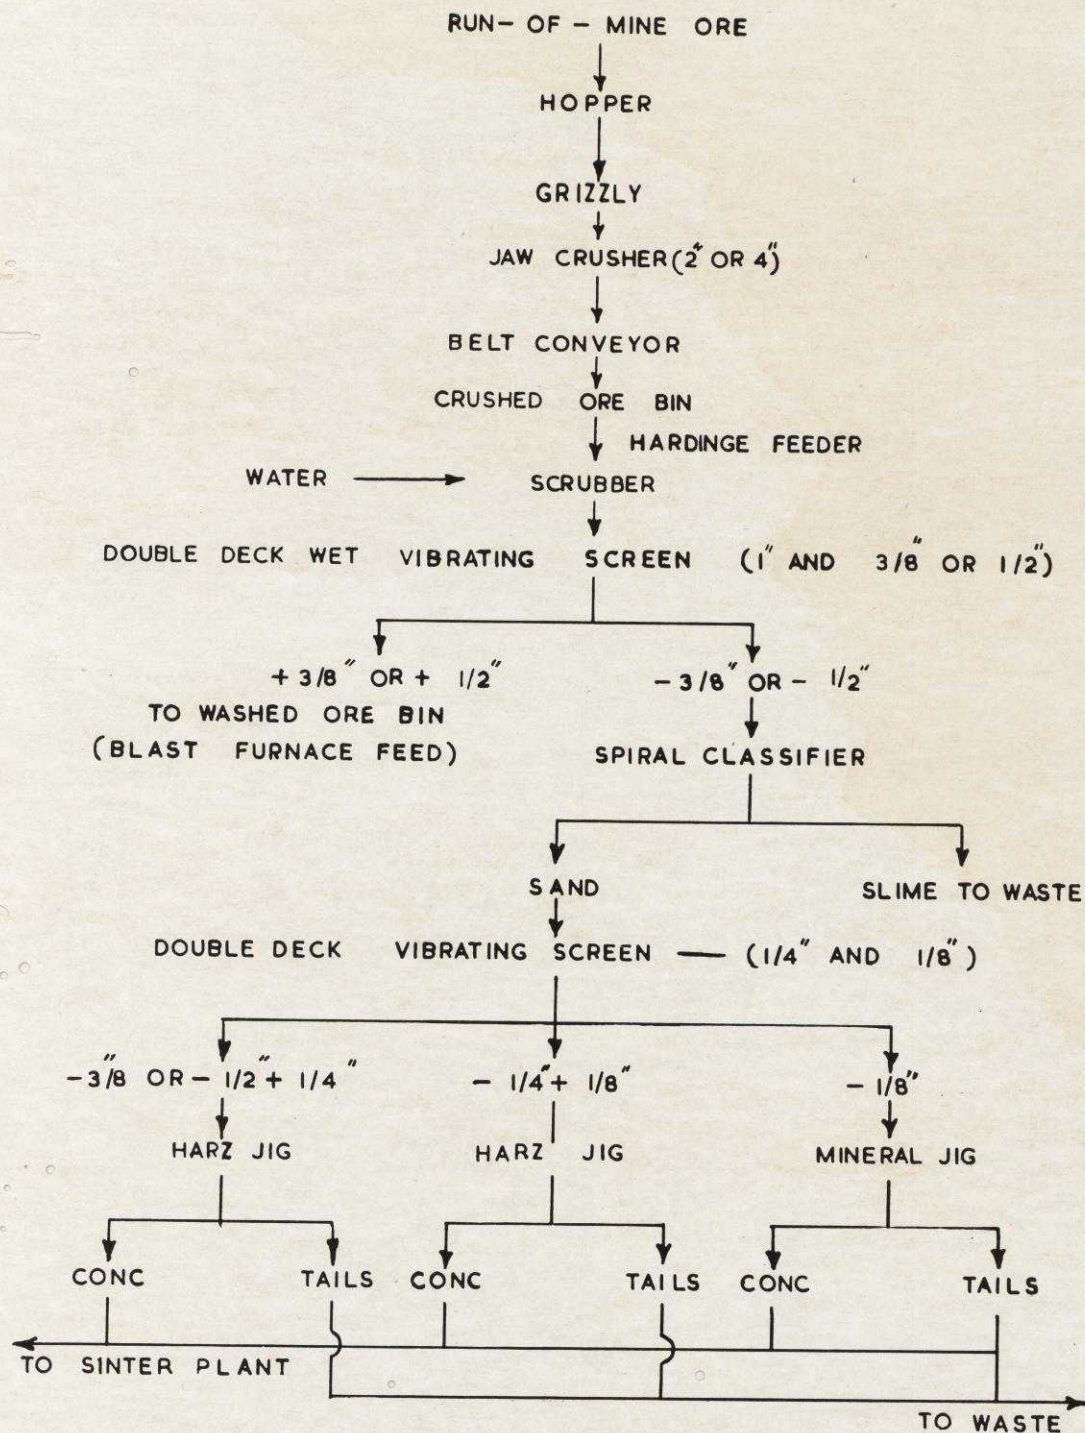 RUN-OF-MINE ORE
HOPPER
GRIZZLY
JAW CRUSHER (2" OR 4")
BELT CONVEYOR
CRUSHED ORE BIN
HARDINGE FEEDER
WATER
SCRUBBER
DOUBLE DECK WET VIBRATING SCREEN (1" AND 3/8" OR 1/2")
+3/8" OR + 1/2"
TO WASHED ORE BIN
(BLAST FURNACE FEED)
-3/8" OR - 1/2"
SPIRAL CLASSIFIER
SAND
SLIME TO WASTE
DOUBLE DECK VIBRATING SCREEN — (1/4" AND 1/8")
-3/8" OR - 1/2" + 1/4"
- 1/4" + 1/8"
- 1/8"
HARZ JIG
HARZ JIG
MINERAL JIG
CONC
TAILS
CONC
TAILS
CONC
TAILS
TO SINTER PLANT
TO WASTE